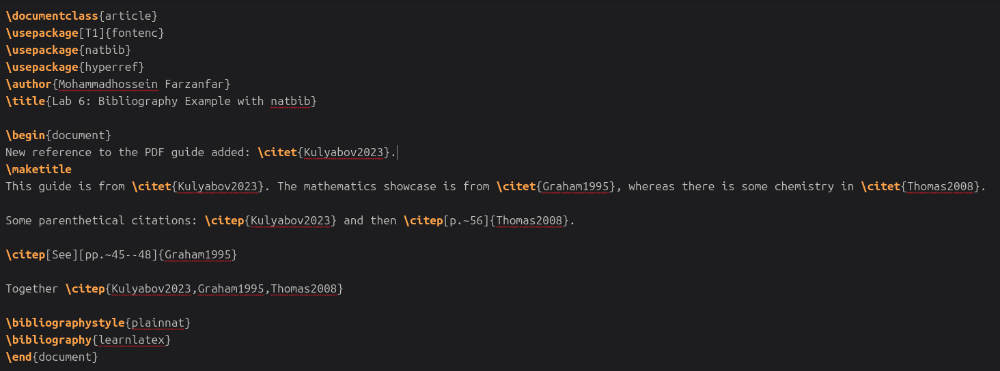 \documentclass{article}
\usepackage[T1]{fontenc}
\usepackage{natbib}
\usepackage{hyperref}
\author{Mohammadhossein Farzanfar}
\title{Lab 6: Bibliography Example with natbib}
\begin{document}
New reference to the PDF guide added: \citet{Kulyabov2023}.
\maketitle
This guide is from \citet{Kulyabov2023}. The mathematics showcase is from \citet{Graham1995}, whereas there is some chemistry in \citet{Thomas2008}.
Some parenthetical citations: \citep{Kulyabov2023} and then \citep[p.~56]{Thomas2008}.
\citep[See][pp.~45--48]{Graham1995}
Together \citep{Kulyabov2023,Graham1995,Thomas2008}
\bibliographystyle{plainnat}
\bibliography{learnlatex}
\end{document}